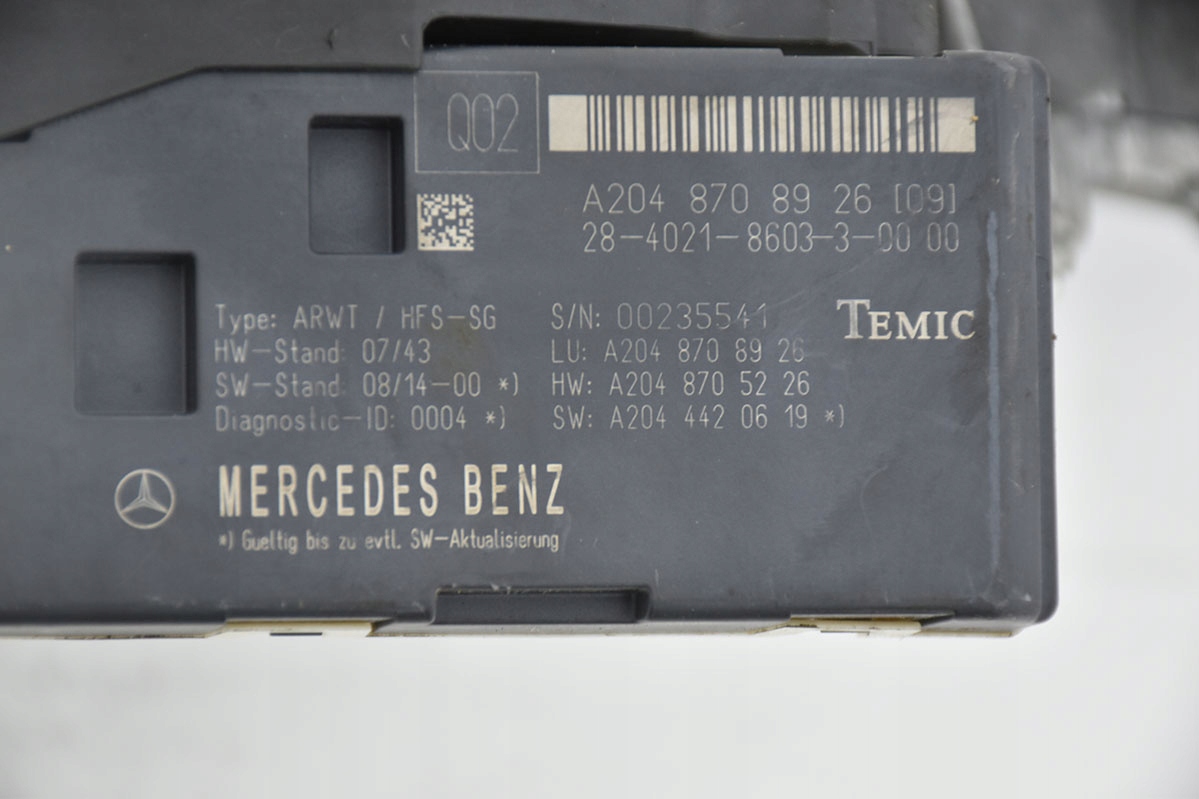 Q02
A204 870 89 26 [09]
28-4021-8603-3-00 00
Type: ARWT / HFS-SG
HW-Stand: 07/43
SW-Stand: 08/14-00 *)
Diagnostic-ID: 0004 *)
S/N: 00235541
LU: A204 870 89 26
HW: A204 870 52 26
SW: A204 442 06 19 *)
TEMIC
MERCEDES BENZ
*) Gueltig bis zu evtl. SW-Aktualisierung